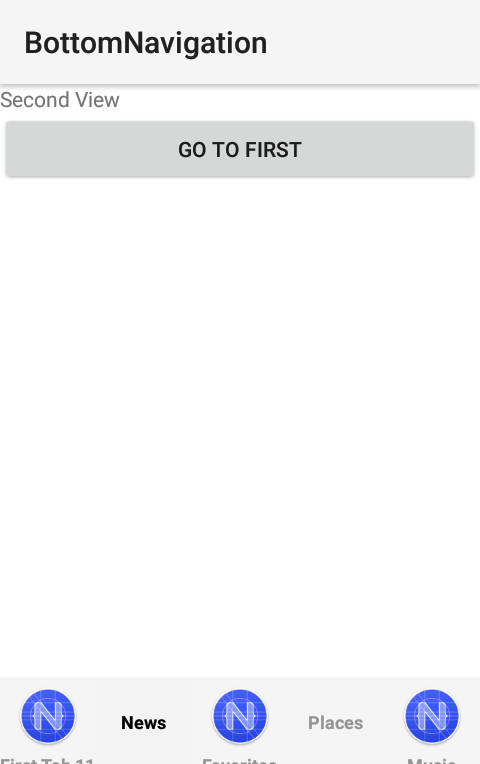 BottomNavigation
Second View
GO TO FIRST
News
Places
First Tab 11
Favorites
Music